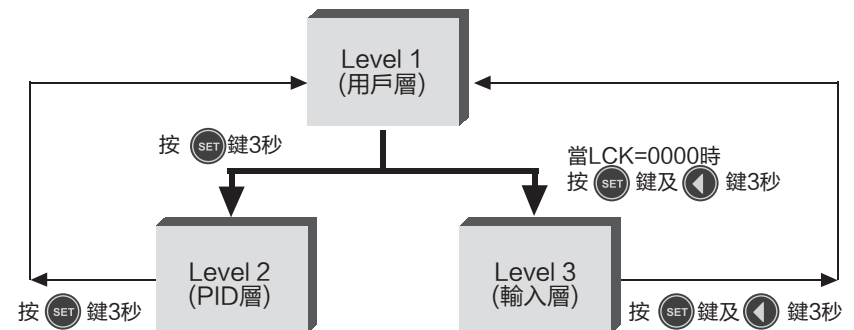 Level 1
(用戶層)
按 SET 鍵3秒
當LCK=0000時
按 SET 鍵及 鍵3秒
Level 2
(PID層)
Level 3
(輸入層)
按 SET 鍵3秒
按 SET 鍵及 鍵3秒